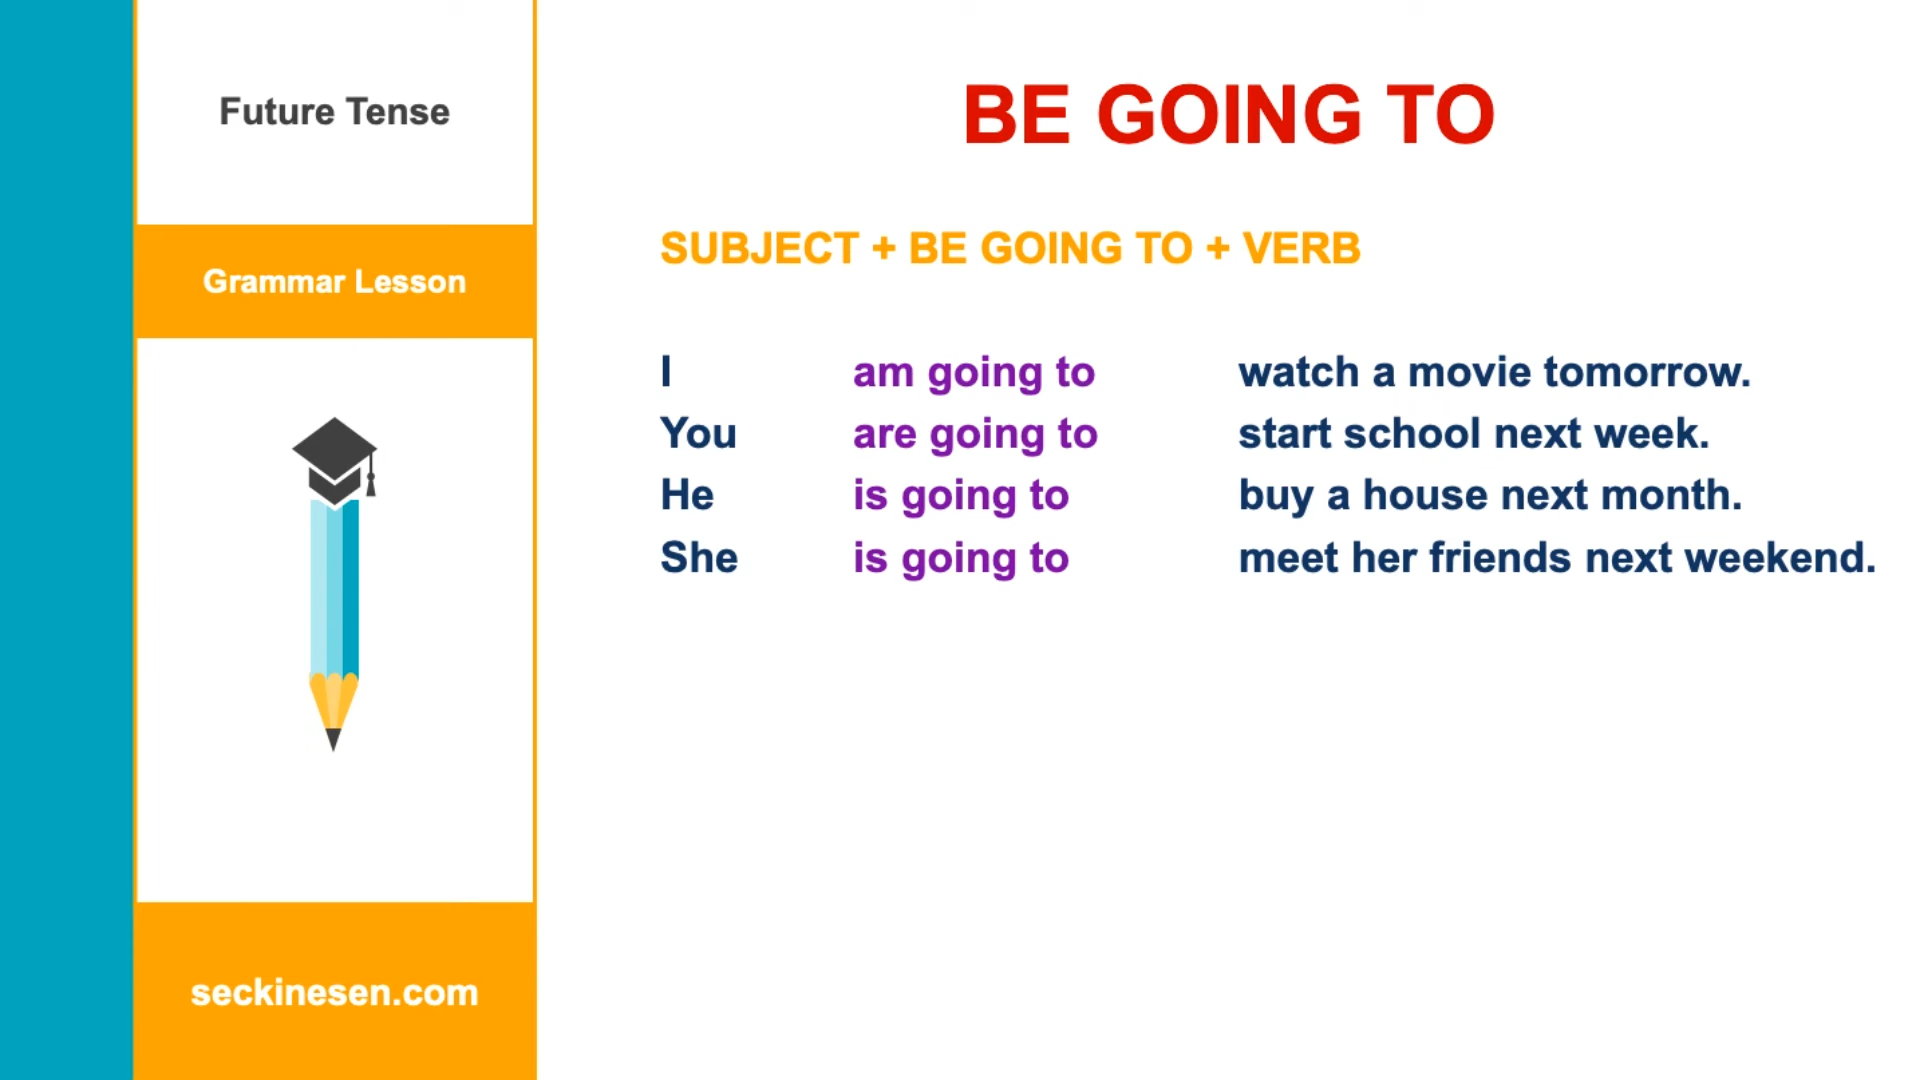 Future Tense
Grammar Lesson
seckinesen.com
BE GOING TO
SUBJECT + BE GOING TO + VERB
I am going to watch a movie tomorrow.
You are going to start school next week.
He is going to buy a house next month.
She is going to meet her friends next weekend.